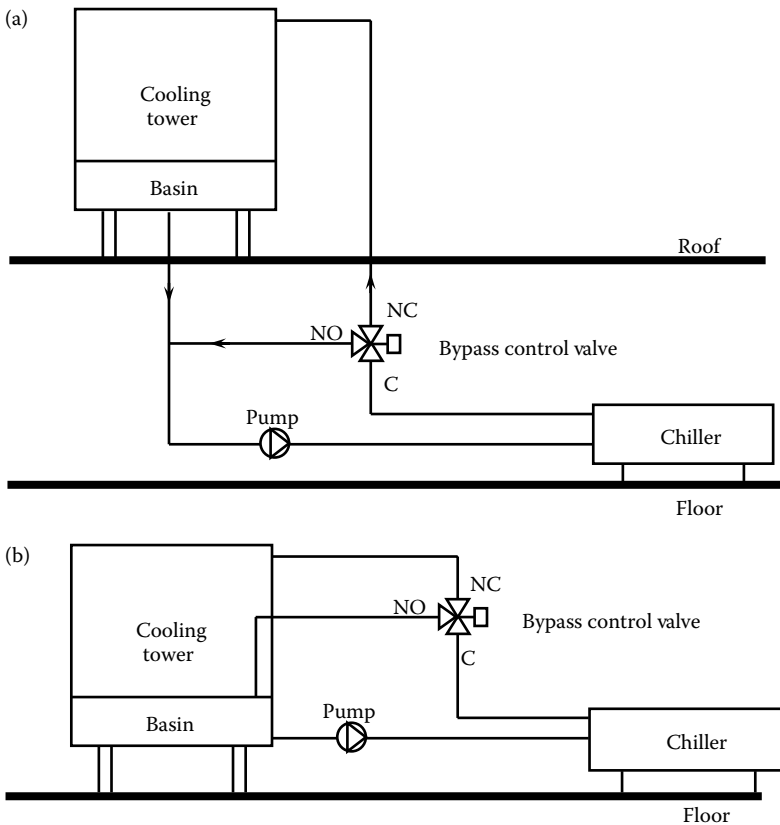 (a)
Cooling
tower
Basin
Roof
NC
NO
Bypass control valve
C
Pump
Chiller
Floor
(b)
NC
NO
Cooling
tower
Bypass control valve
C
Basin
Pump
Chiller
Floor